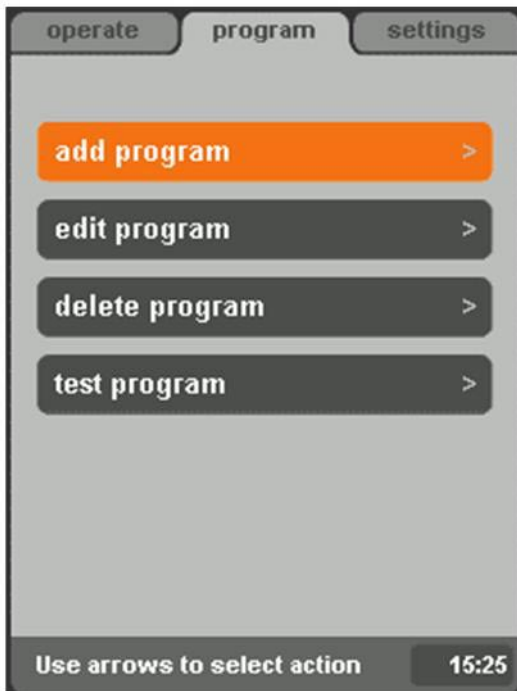 operate program settings
add program >
edit program >
delete program >
test program >
Use arrows to select action 15:25